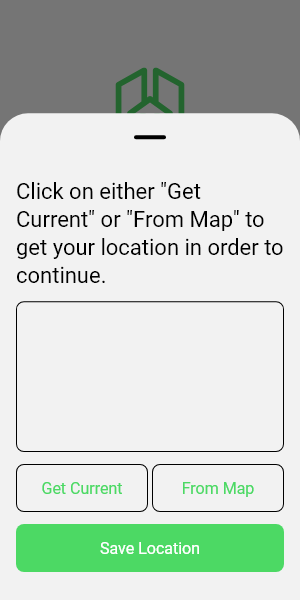 Click on either "Get
Current" or "From Map" to
get your location in order to
continue.
Get Current
From Map
Save Location